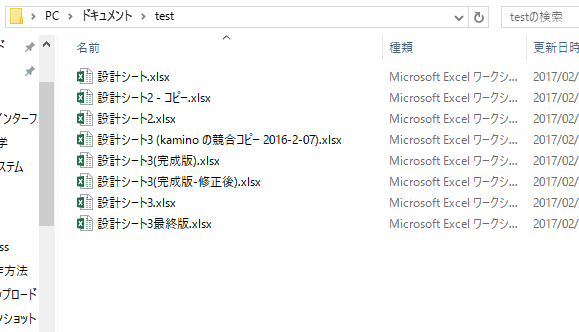 PC > ドキュメント > test
testの検索
名前 種類 更新日時
設計シート.xlsx Microsoft Excel ワークシ... 2017/02/
設計シート2 - コピー.xlsx Microsoft Excel ワークシ... 2017/02/
設計シート2.xlsx Microsoft Excel ワークシ... 2017/02/
設計シート3 (kamino の競合コピー 2016-2-07).xlsx Microsoft Excel ワークシ... 2017/02/
設計シート3(完成版).xlsx Microsoft Excel ワークシ... 2017/02/
設計シート3(完成版-修正後).xlsx Microsoft Excel ワークシ... 2017/02/
設計シート3.xlsx Microsoft Excel ワークシ... 2017/02/
設計シート3最終版.xlsx Microsoft Excel ワークシ... 2017/02/
ド
インターフ
学
ステム
ss
作方法
ップロード
ンショット